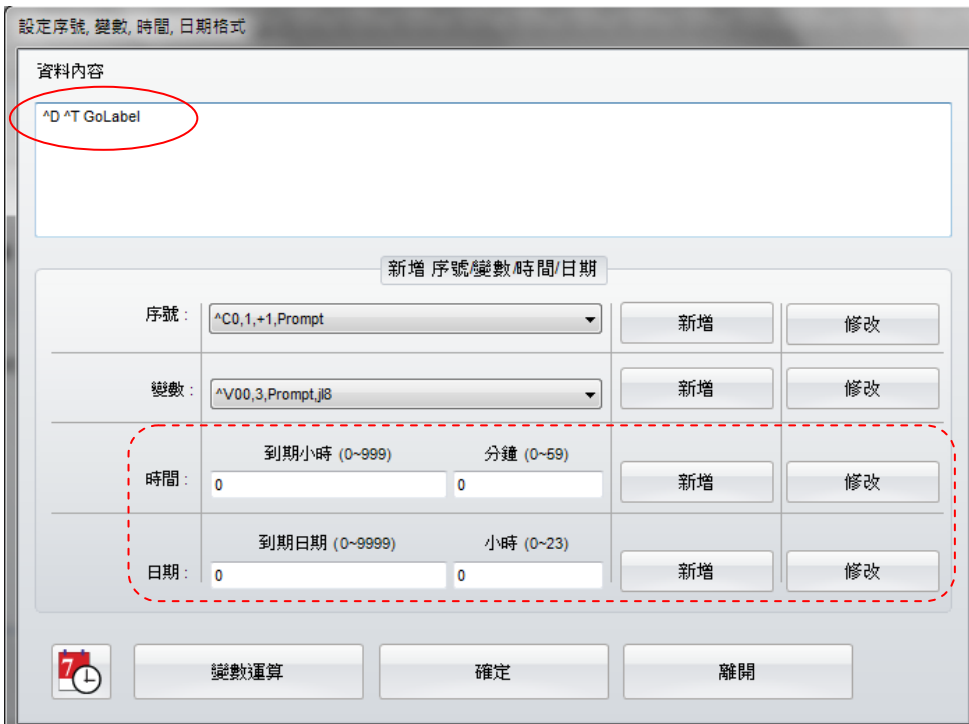 設定序號, 變數, 時間, 日期格式
資料內容
^D ^T GoLabel
新增 序號/變數/時間/日期
序號 : ^C0,1,+1,Prompt 新增 修改
變數 : ^V00,3,Prompt,jl8 新增 修改
到期小時 (0~999) 分鐘 (0~59)
時間 : 0 0 新增 修改
到期日期 (0~9999) 小時 (0~23)
日期 : 0 0 新增 修改
7 變數運算 確定 離開